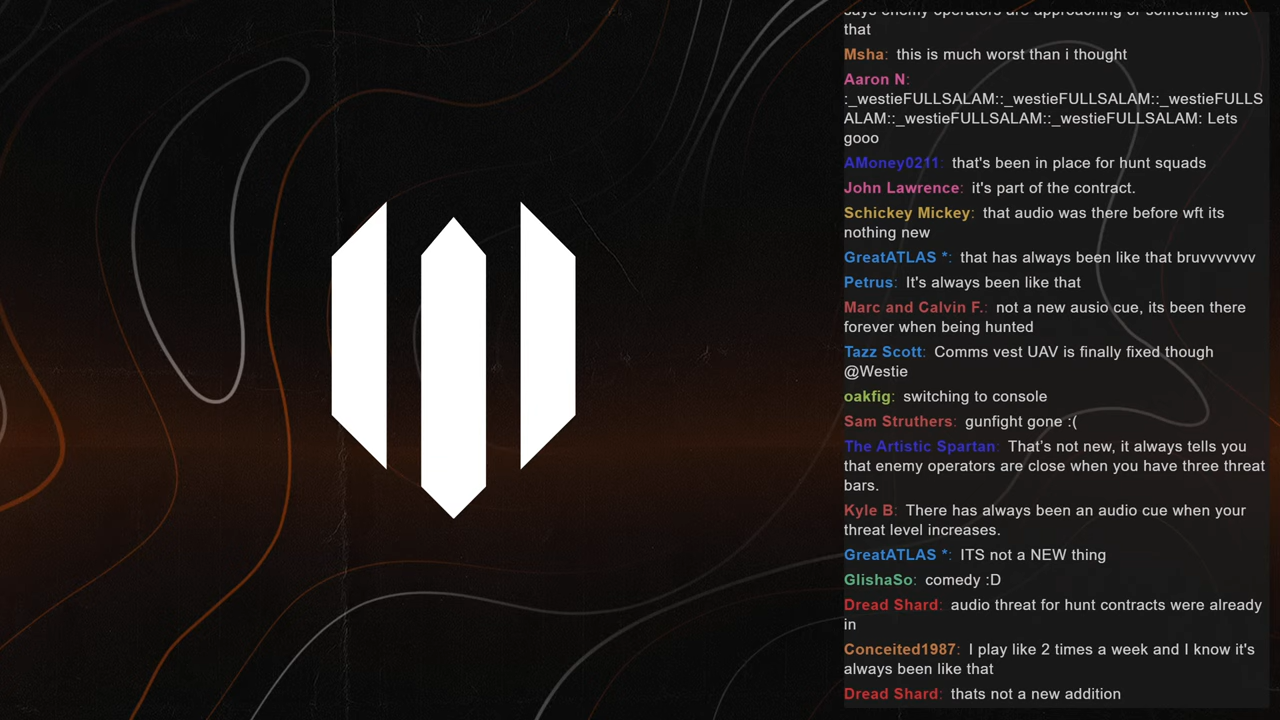 says enemy operators are approaching or something like
that
Msha: this is much worst than i thought
Aaron N:
:_westieFULLSALAM::_westieFULLSALAM::_westieFULLS
ALAM::_westieFULLSALAM::_westieFULLSALAM: Lets
gooo
AMoney0211: that's been in place for hunt squads
John Lawrence: it's part of the contract.
Schickey Mickey: that audio was there before wft its
nothing new
GreatATLAS *: that has always been like that bruvvvvvvv
Petrus: It's always been like that
Marc and Calvin F.: not a new ausio cue, its been there
forever when being hunted
Tazz Scott: Comms vest UAV is finally fixed though
@Westie
oakfig: switching to console
Sam Struthers: gunfight gone :(
The Artistic Spartan: That's not new, it always tells you
that enemy operators are close when you have three threat
bars.
Kyle B: There has always been an audio cue when your
threat level increases.
GreatATLAS *: ITS not a NEW thing
GlishaSo: comedy :D
Dread Shard: audio threat for hunt contracts were already
in
Conceited1987: I play like 2 times a week and I know it's
always been like that
Dread Shard: thats not a new addition